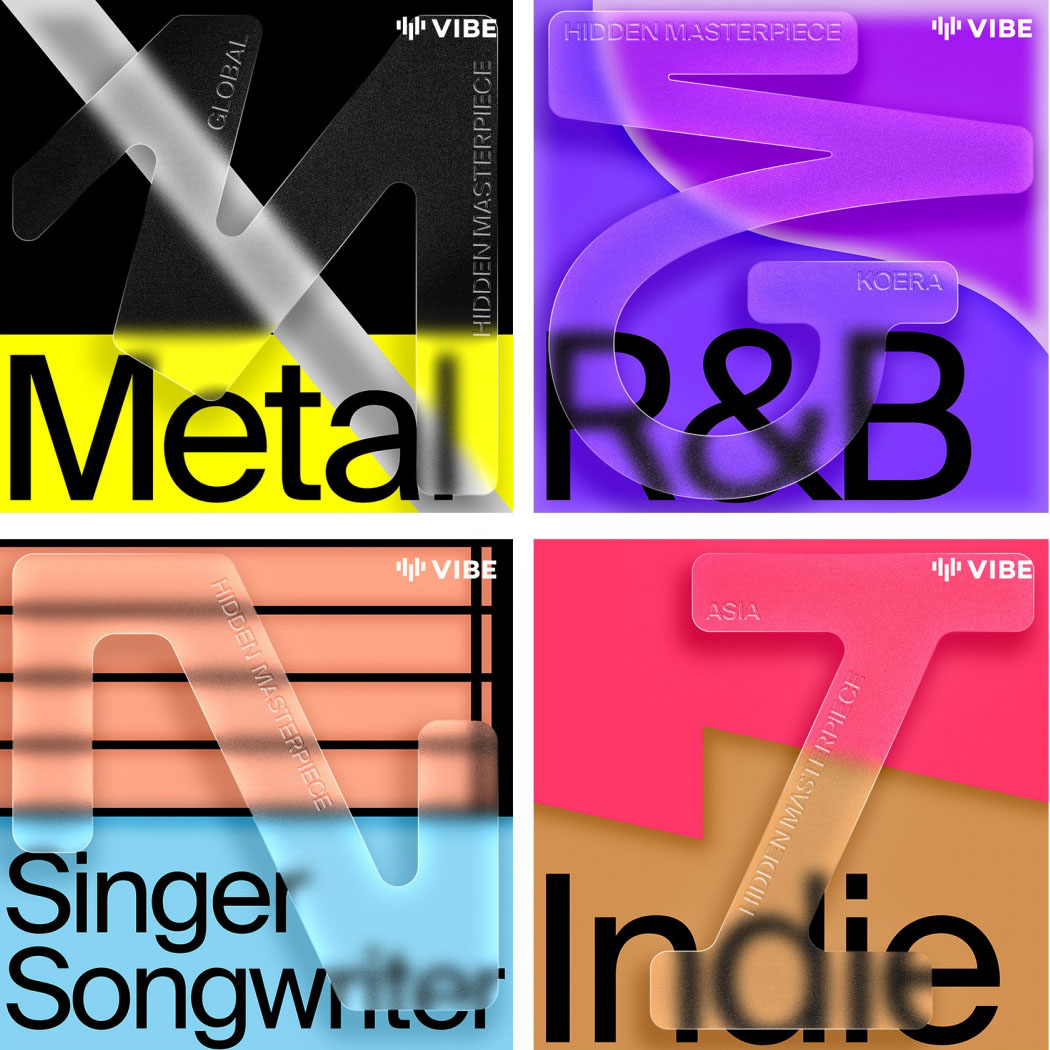 VIBE
GLOBAL
HIDDEN MASTERPIECE
Metal
HIDDEN MASTERPIECE
VIBE
KOERA
R&B
VIBE
HIDDEN MASTERPIECE
Singer
Songwriter
VIBE
ASIA
HIDDEN MASTERPIECE
Indie